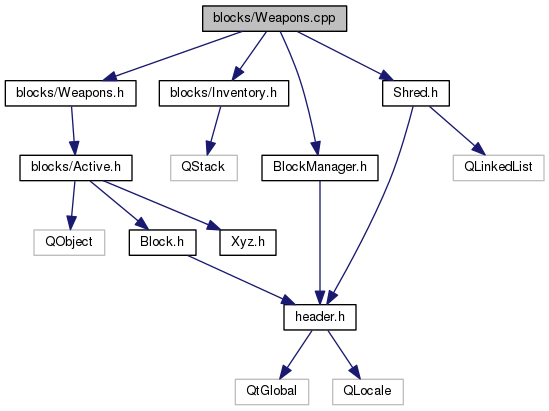 blocks/Weapons.cpp
blocks/Weapons.h
blocks/Inventory.h
Shred.h
blocks/Active.h
QStack
BlockManager.h
QLinkedList
QObject
Block.h
Xyz.h
header.h
QtGlobal
QLocale